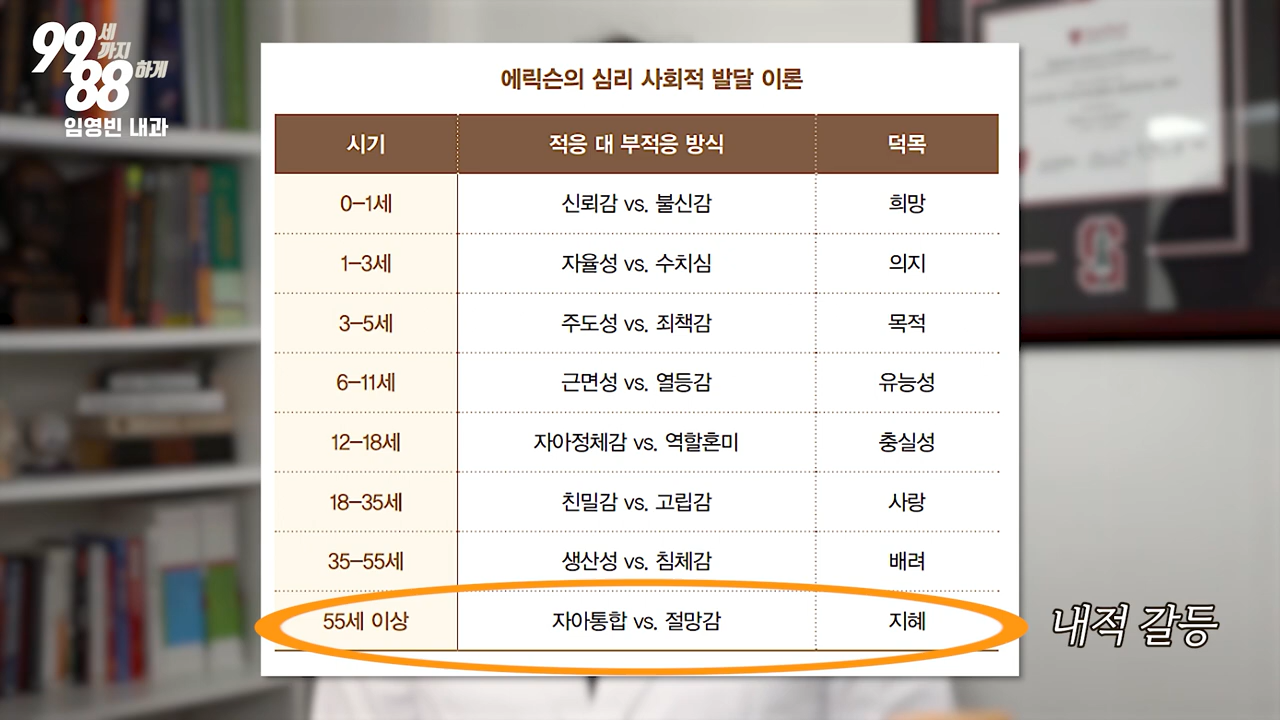 99세
까지
88하게
임영빈 내과
에릭슨의 심리 사회적 발달 이론
시기 적응 대 부적응 방식 덕목
0–1세 신뢰감 vs. 불신감 희망
1–3세 자율성 vs. 수치심 의지
3–5세 주도성 vs. 죄책감 목적
6–11세 근면성 vs. 열등감 유능성
12–18세 자아정체감 vs. 역할혼미 충실성
18–35세 친밀감 vs. 고립감 사랑
35–55세 생산성 vs. 침체감 배려
55세 이상 자아통합 vs. 절망감 지혜
내적 갈등